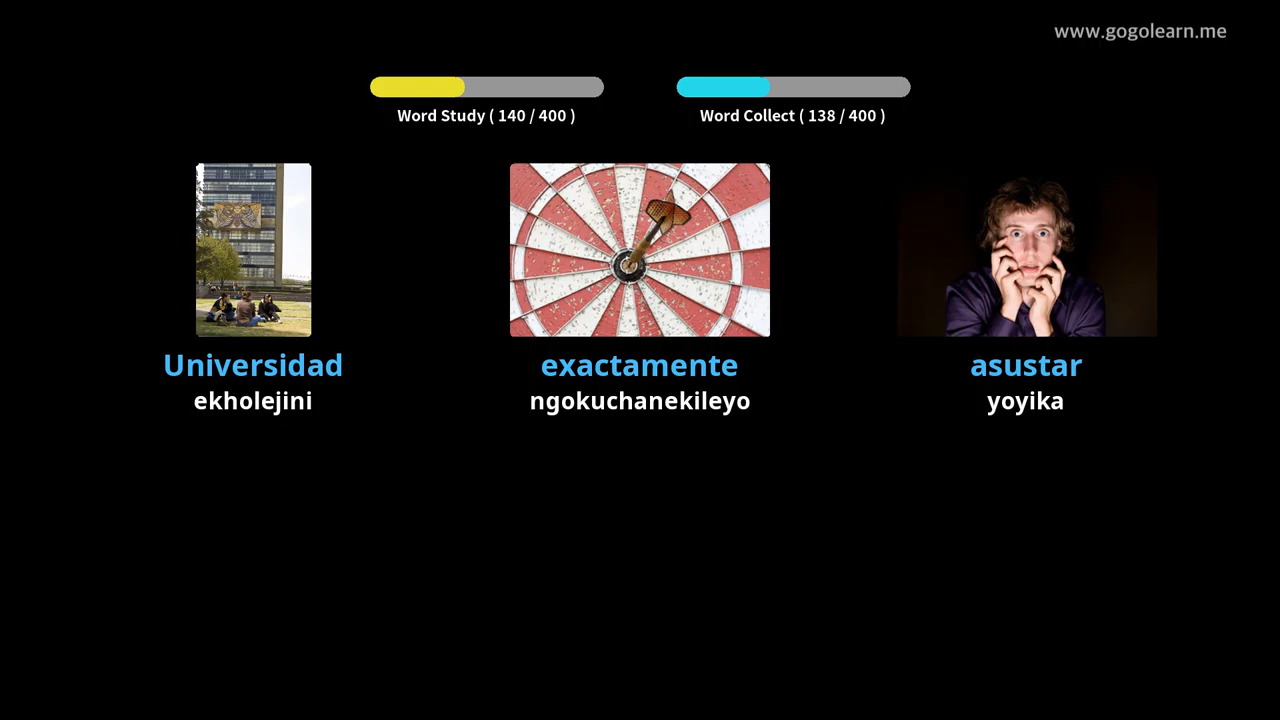 www.gogolearn.me
Word Study ( 140 / 400 )
Word Collect ( 138 / 400 )
Universidad
ekholejini
exactamente
ngokuchanekileyo
asustar
yoyika